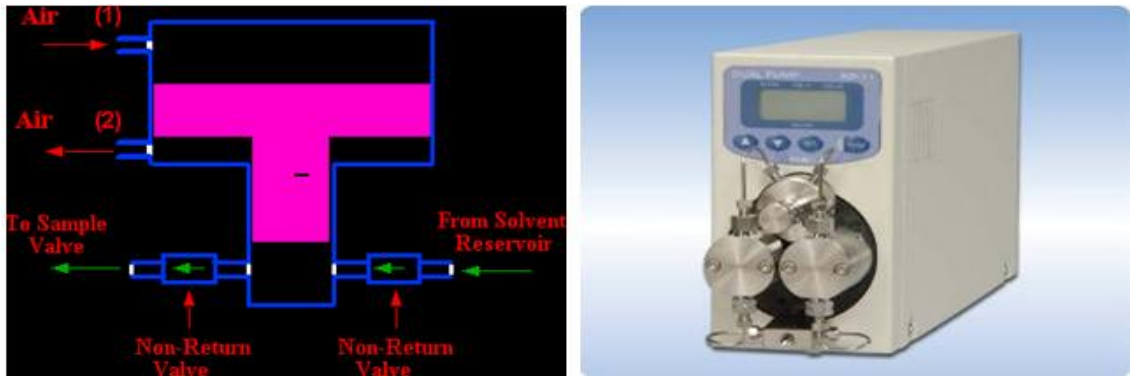 Air (1)
Air (2)
To Sample
Valve
From Solvent
Reservoir
Non-Return
Valve
Non-Return
Valve
DUAL PUMP